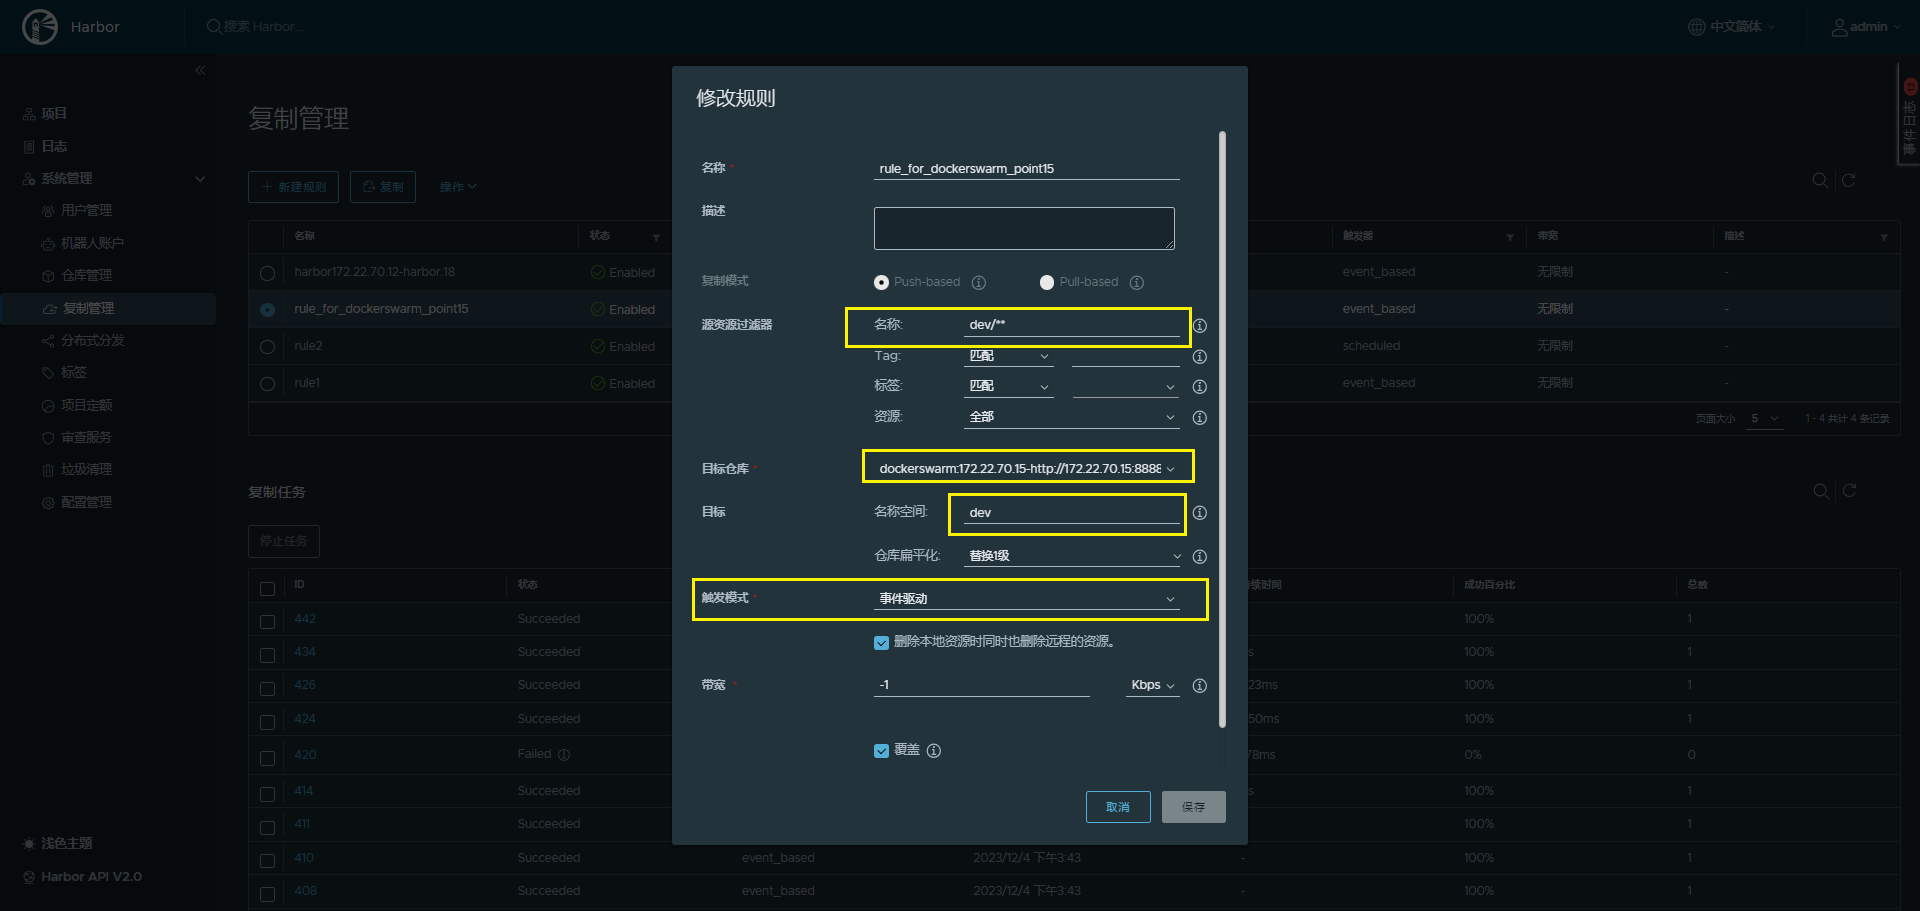 Harbor
搜索 Harbor...
中文简体
admin
事件日志
项目
日志
系统管理
用户管理
机器人账户
仓库管理
复制管理
分布式分发
标签
项目定额
审查服务
垃圾清理
配置管理
浅色主题
Harbor API V2.0
复制管理
新建规则
复制
操作
名称 状态 触发器 带宽 描述
harbor172.22.70.12-harbor.18 Enabled event_based 无限制 -
rule_for_dockerswarm_point15 Enabled event_based 无限制 -
rule2 Enabled scheduled 无限制 -
rule1 Enabled event_based 无限制 -
页面大小 5 1 - 4 共计 4 条记录
复制任务
停止任务
ID 状态 续时间 成功百分比 总数
442 Succeeded 100% 1
434 Succeeded s 100% 1
426 Succeeded 23ms 100% 1
424 Succeeded 50ms 100% 1
420 Failed 78ms 0% 0
414 Succeeded s 100% 1
411 Succeeded 100% 1
410 Succeeded event_based 2023/12/4 下午3:43 - 100% 1
408 Succeeded event_based 2023/12/4 下午3:43 - 100% 1
修改规则
名称 * rule_for_dockerswarm_point15
描述
复制模式 Push-based Pull-based
源资源过滤器 名称: dev/**
Tag: 匹配
标签: 匹配
资源: 全部
目标仓库 * dockerswarm:172.22.70.15-http://172.22.70.15:8888
目标 名称空间: dev
仓库扁平化: 替换1级
触发模式 * 事件驱动
删除本地资源时同时也删除远程的资源。
带宽 * -1 Kbps
覆盖
取消 保存